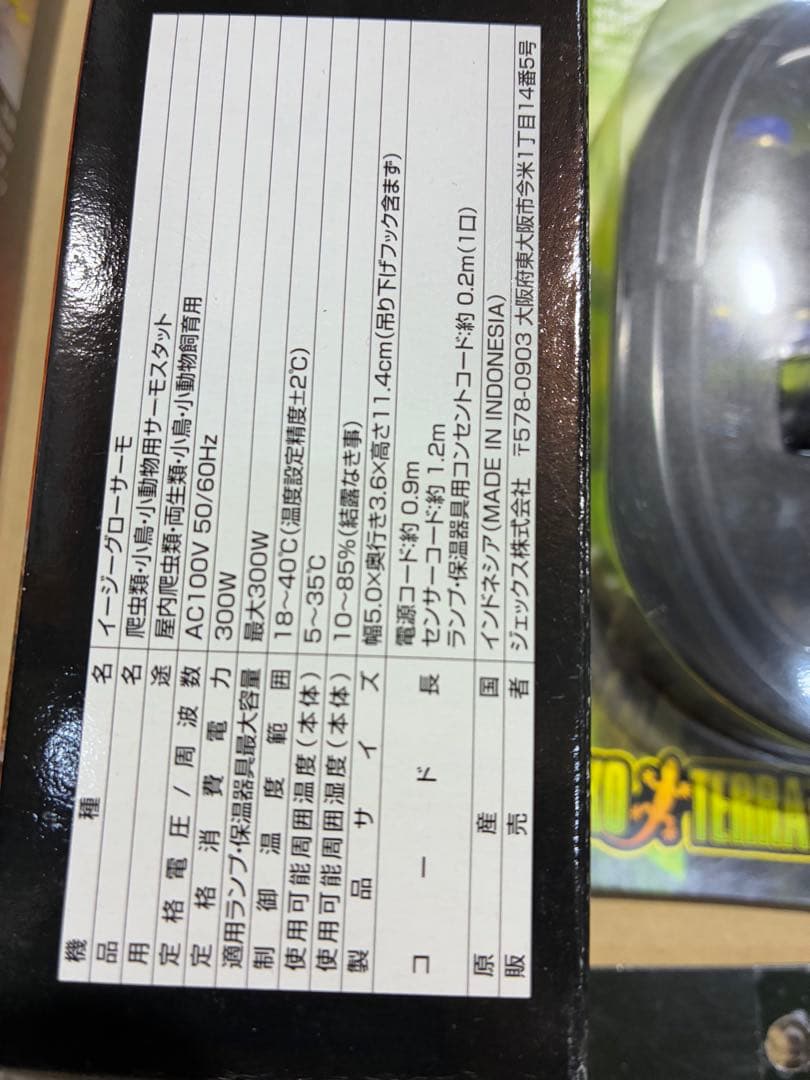 機種名 イージーグローサーモ
品名 爬虫類・小鳥・小動物用サーモスタット
用途 屋内爬虫類・両生類・小鳥・小動物飼育用
定格電圧/周波数 AC100V 50/60Hz
定格消費電力 300W
適用ランプ・保温器具最大容量 最大300W
制御温度範囲 18~40℃(温度設定精度±2℃)
使用可能周囲温度(本体) 5~35℃
使用可能周囲湿度(本体) 10~85%(結露なき事)
製品サイズ 幅5.0×奥行き3.6×高さ11.4cm(吊り下げフック含まず)
コード長 電源コード:約 0.9m
センサーコード:約 1.2m
ランプ・保温器具用コンセントコード:約 0.2m(1口)
原産国 インドネシア(MADE IN INDONESIA)
販売者 ジェックス株式会社 〒578-0903 大阪府東大阪市今米1丁目14番5号
TERRA